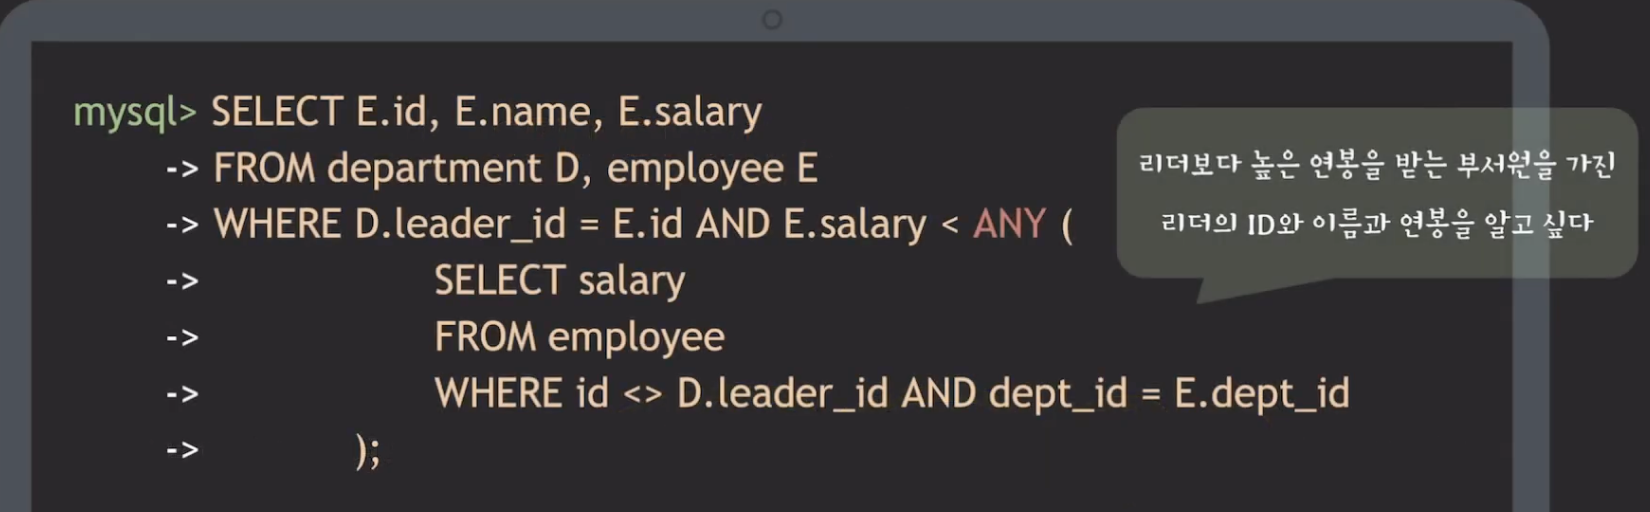 mysql> SELECT E.id, E.name, E.salary
-> FROM department D, employee E
-> WHERE D.leader_id = E.id AND E.salary < ANY (
-> SELECT salary
-> FROM employee
-> WHERE id <> D.leader_id AND dept_id = E.dept_id
-> );
리더보다 높은 연봉을 받는 부서원을 가진
리더의 ID와 이름과 연봉을 알고 싶다